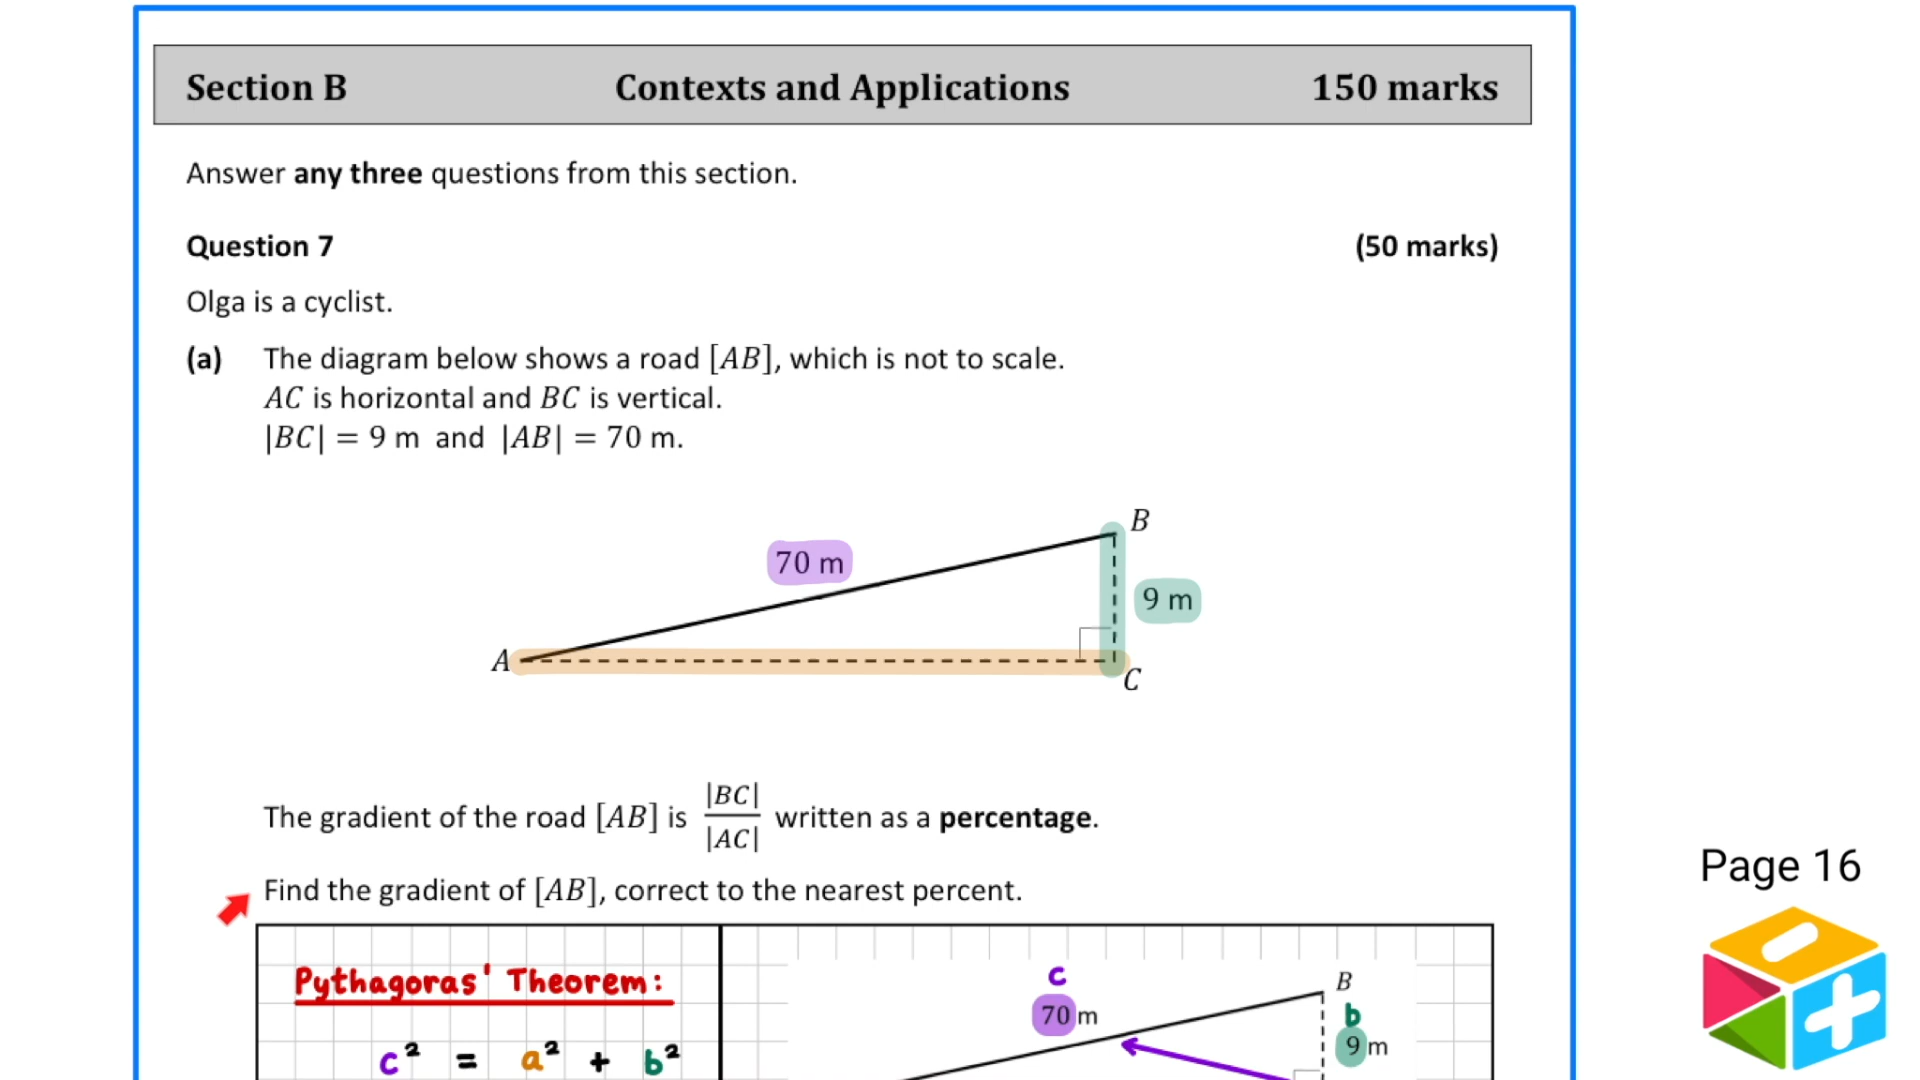 Section B Contexts and Applications 150 marks
Answer any three questions from this section.
Question 7 (50 marks)
Olga is a cyclist.
(a) The diagram below shows a road [AB], which is not to scale.
AC is horizontal and BC is vertical.
|BC| = 9 m and |AB| = 70 m.
B
70 m
9 m
A
C
The gradient of the road [AB] is |BC|/|AC| written as a percentage.
Find the gradient of [AB], correct to the nearest percent.
Page 16
Pythagoras' Theorem:
c² = a² + b²
c
B
70 m
b
9 m